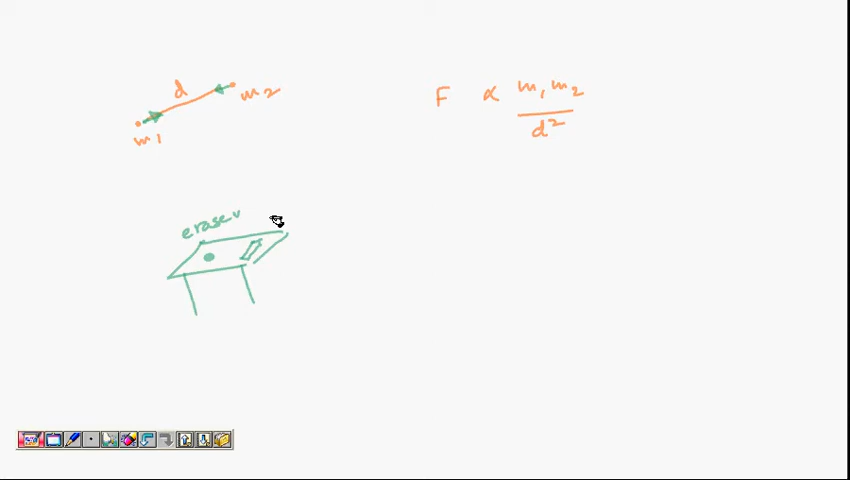 d
m2
m1
F ∝ m1 m2 / d²
eraser